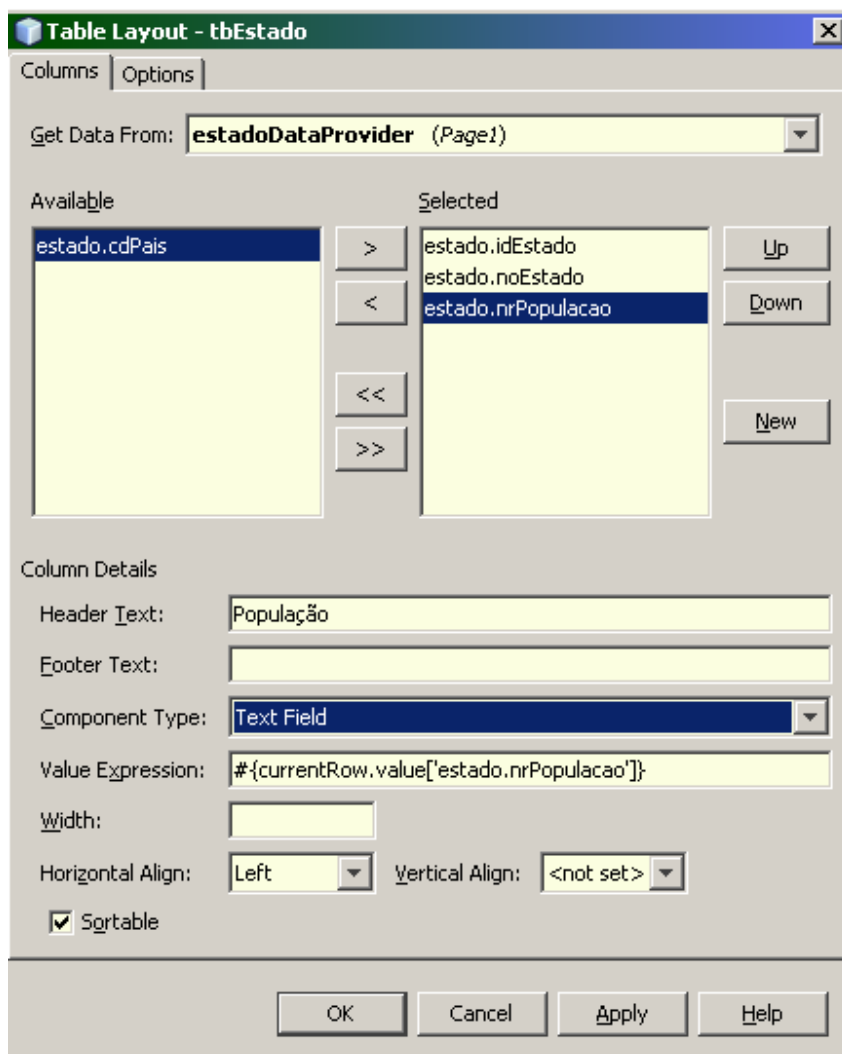 Table Layout - tbEstado
Columns Options
Get Data From: estadoDataProvider (Page1)
Available Selected
estado.cdPais > estado.idEstado Up
estado.noEstado
< estado.nrPopulacao Down
<<
New
>>
Column Details
Header Text: População
Footer Text:
Component Type: Text Field
Value Expression: #{currentRow.value['estado.nrPopulacao']}
Width:
Horizontal Align: Left Vertical Align: <not set>
Sortable
OK Cancel Apply Help